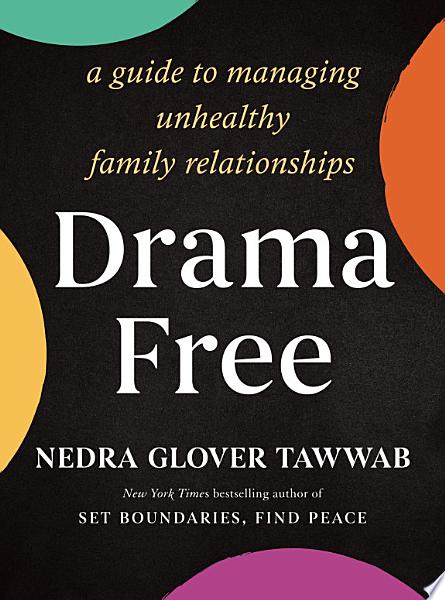 a guide to managing
unhealthy
family relationships
Drama
Free
NEDRA GLOVER TAWWAB
New York Times bestselling author of
SET BOUNDARIES, FIND PEACE